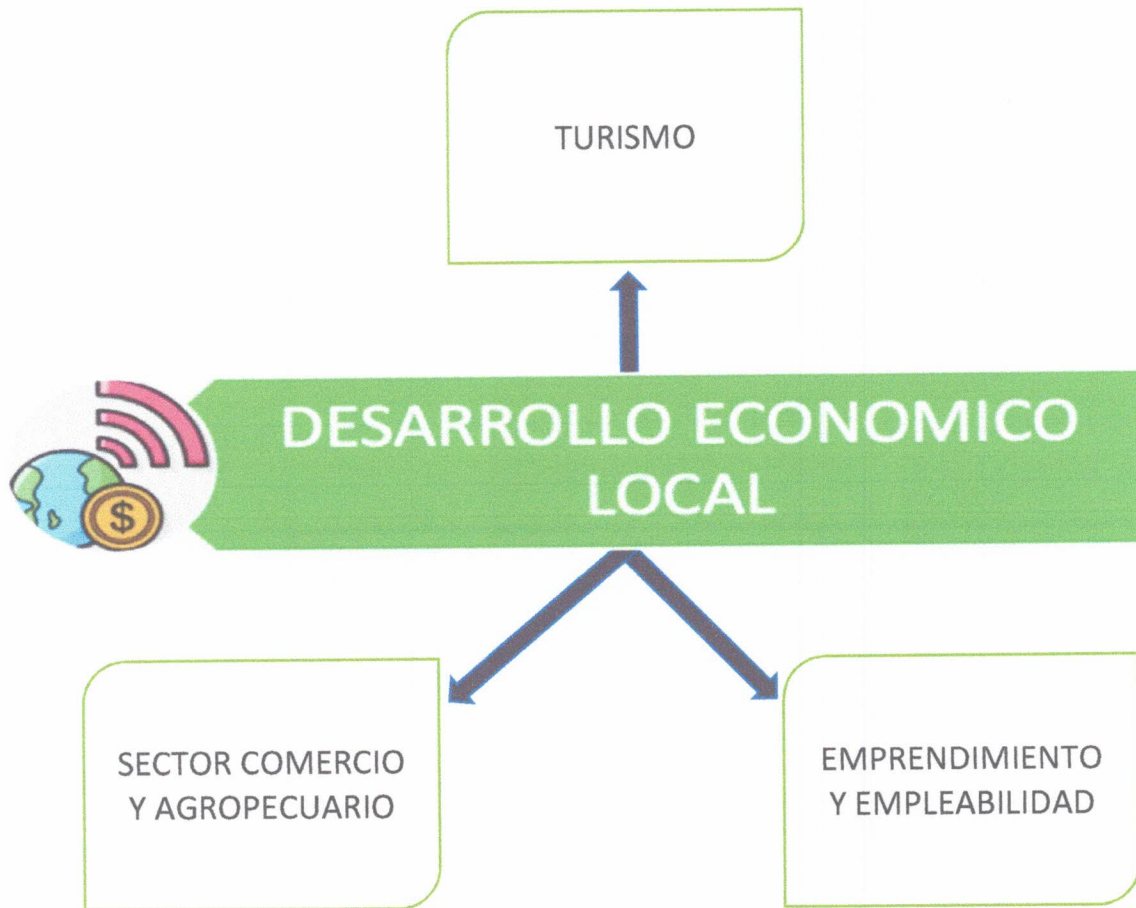 TURISMO
DESARROLLO ECONOMICO
LOCAL
$
SECTOR COMERCIO
Y AGROPECUARIO
EMPRENDIMIENTO
Y EMPLEABILIDAD